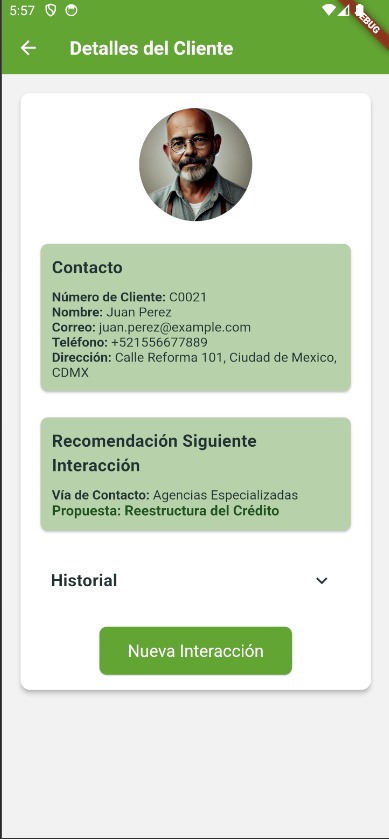 5:57
DEBUG
Detalles del Cliente
Contacto
Número de Cliente: C0021
Nombre: Juan Perez
Correo: juan.perez@example.com
Teléfono: +521556677889
Dirección: Calle Reforma 101, Ciudad de Mexico,
CDMX
Recomendación Siguiente
Interacción
Vía de Contacto: Agencias Especializadas
Propuesta: Reestructura del Crédito
Historial
Nueva Interacción